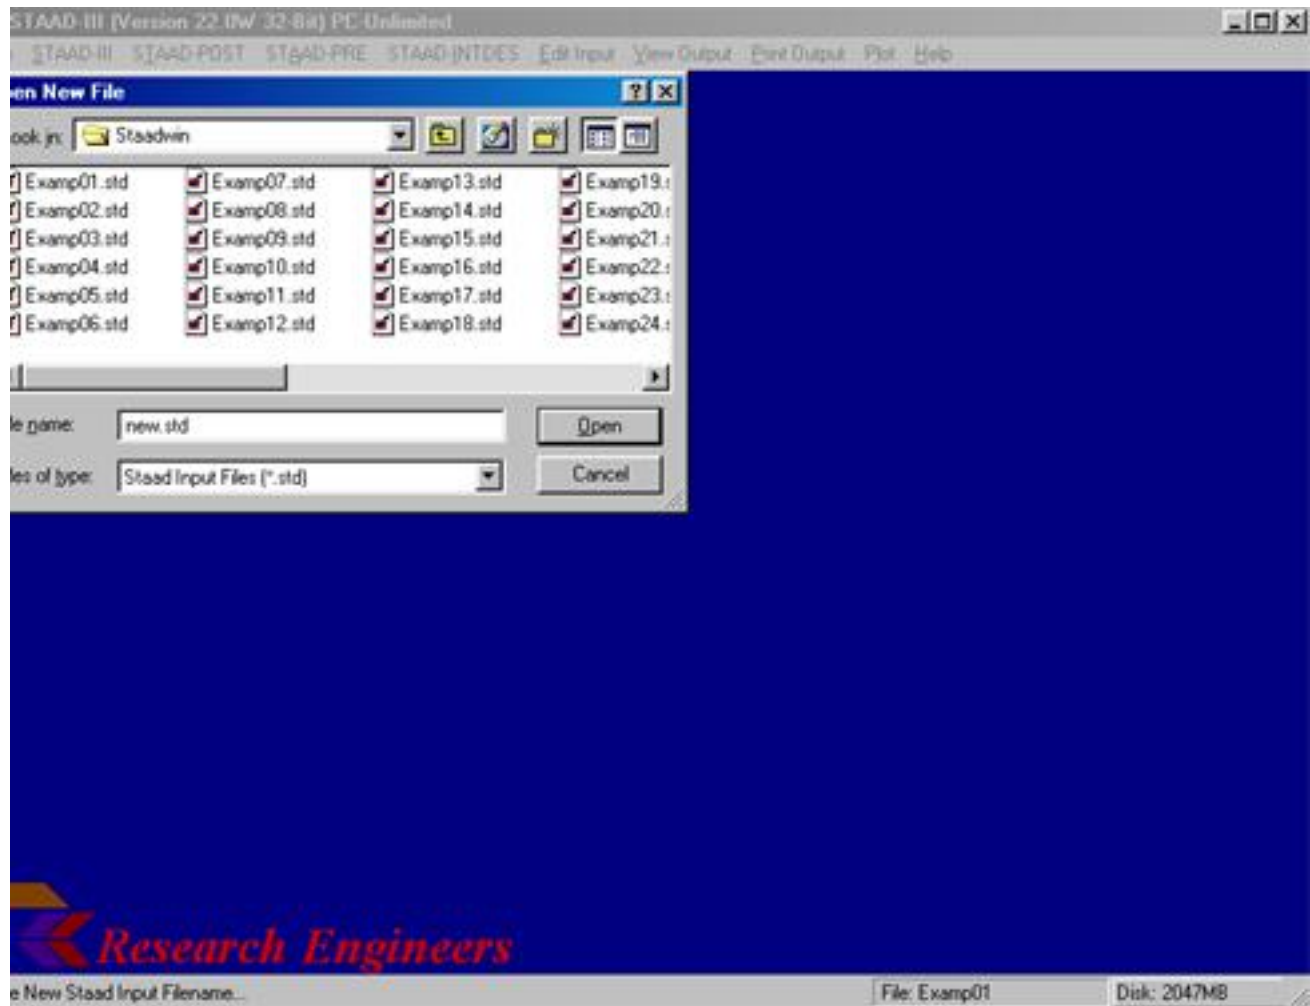 STAAD-III (Version 22.0W 32-Bit) PC-Unlimited
STAAD-III STAAD-POST STAAD-PRE STAAD-INTDES Edit Input View Output Print Output Plot Help
en New File
ook in: Staadwin
Examp01.std Examp07.std Examp13.std Examp19.s
Examp02.std Examp08.std Examp14.std Examp20.s
Examp03.std Examp09.std Examp15.std Examp21.s
Examp04.std Examp10.std Examp16.std Examp22.s
Examp05.std Examp11.std Examp17.std Examp23.s
Examp06.std Examp12.std Examp18.std Examp24.s
le name: new.std Open
les of type: Staad Input Files (*.std) Cancel
Research Engineers
e New Staad Input Filename... File: Examp01 Disk: 2047MB